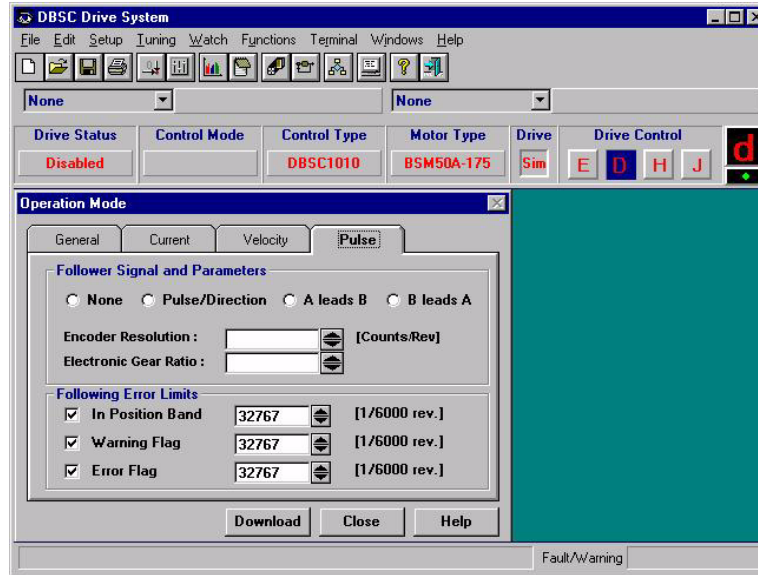 DBSC Drive System
File Edit Setup Tuning Watch Functions Terminal Windows Help
None None
Drive Status Control Mode Control Type Motor Type Drive Drive Control
Disabled DBSC1010 BSM50A-175 Sim E D H J d
Operation Mode
General Current Velocity Pulse
Follower Signal and Parameters
None Pulse/Direction A leads B B leads A
Encoder Resolution : [Counts/Rev]
Electronic Gear Ratio :
Following Error Limits
In Position Band 32767 [1/6000 rev.]
Warning Flag 32767 [1/6000 rev.]
Error Flag 32767 [1/6000 rev.]
Download Close Help
Fault/Warning